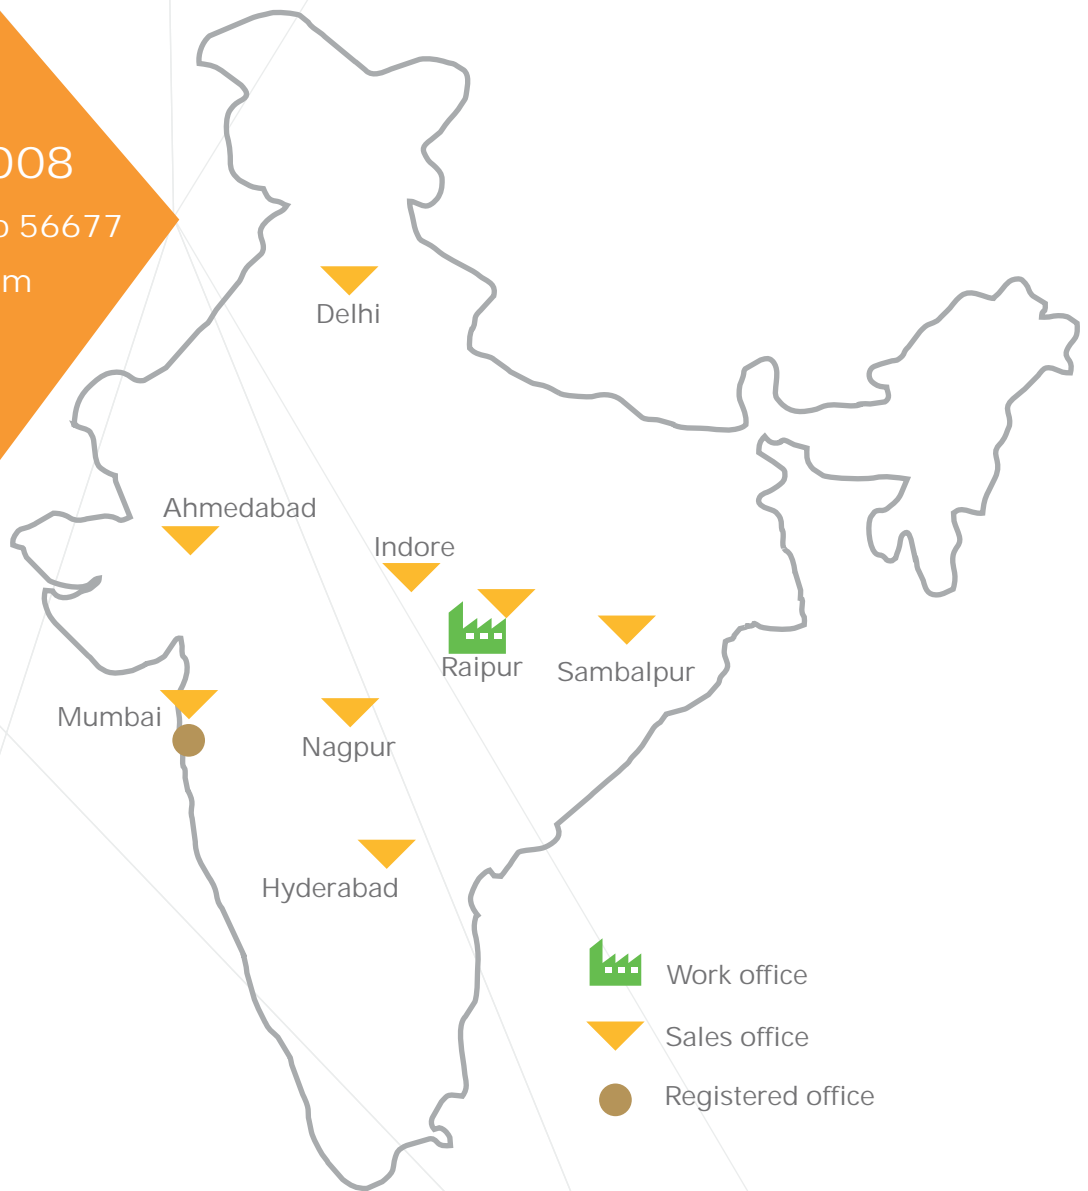 008
56677
m
Delhi
Ahmedabad
Indore
Raipur
Sambalpur
Mumbai
Nagpur
Hyderabad
Work office
Sales office
Registered office